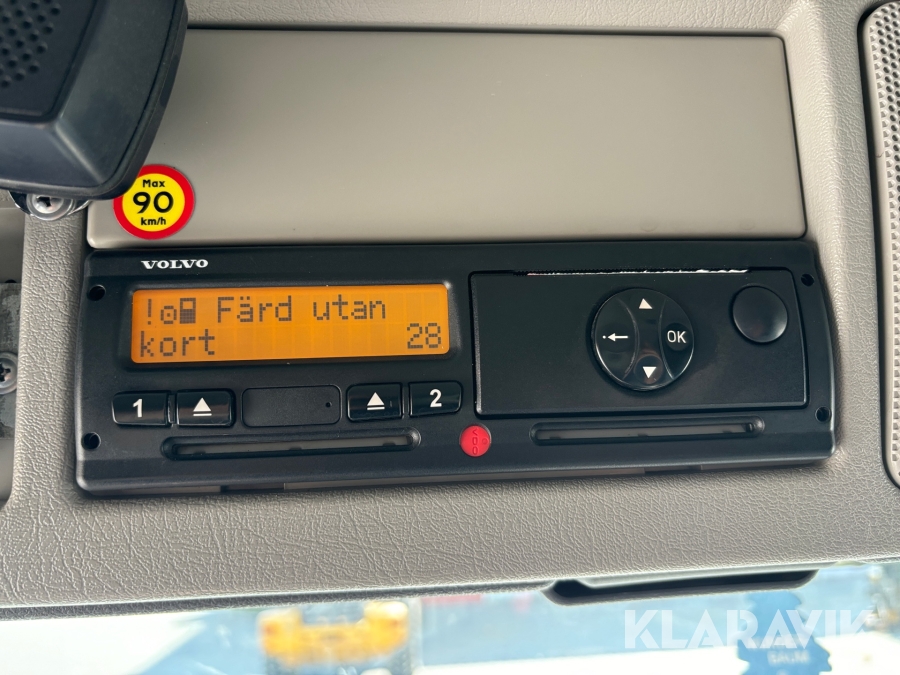 Max
90
km/h
VOLVO
! Färd utan
kort 28
1
2
OK
KLARAVIK